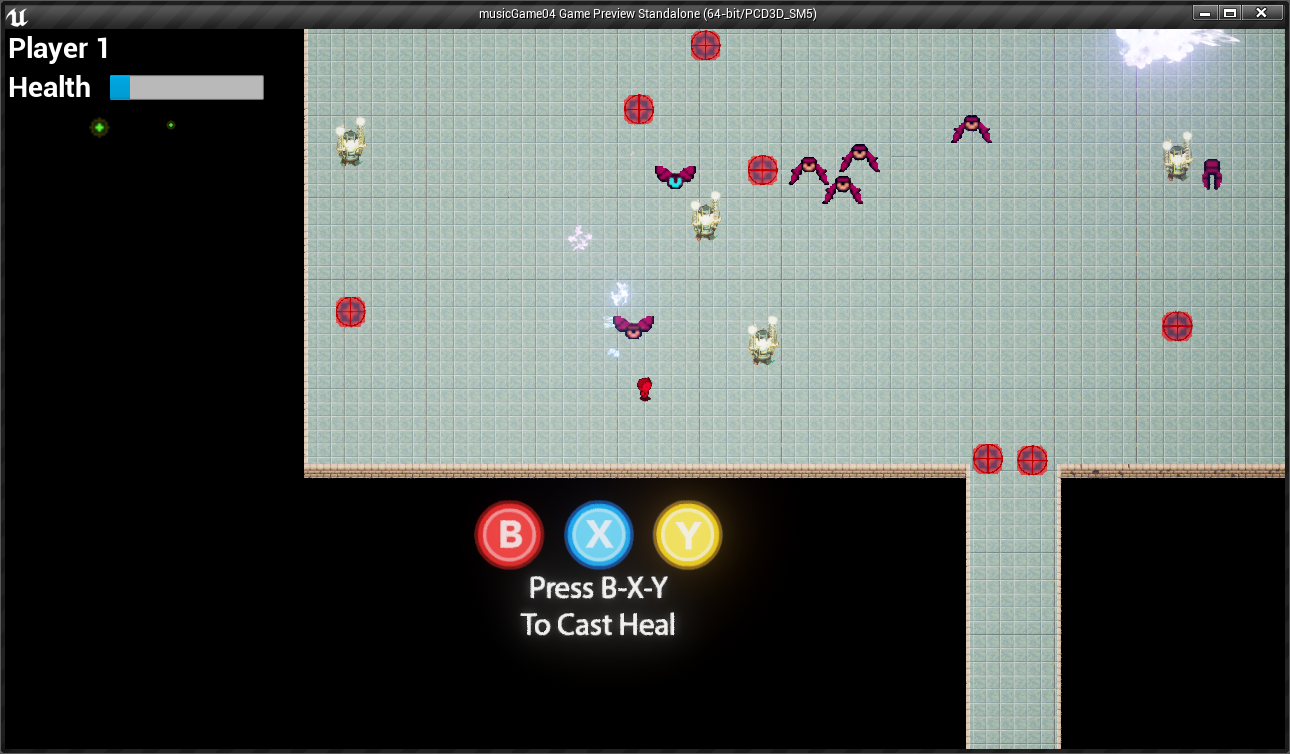 musicGame04 Game Preview Standalone (64-bit/PCD3D_SM5)
Player 1
Health
B X Y
Press B-X-Y
To Cast Heal